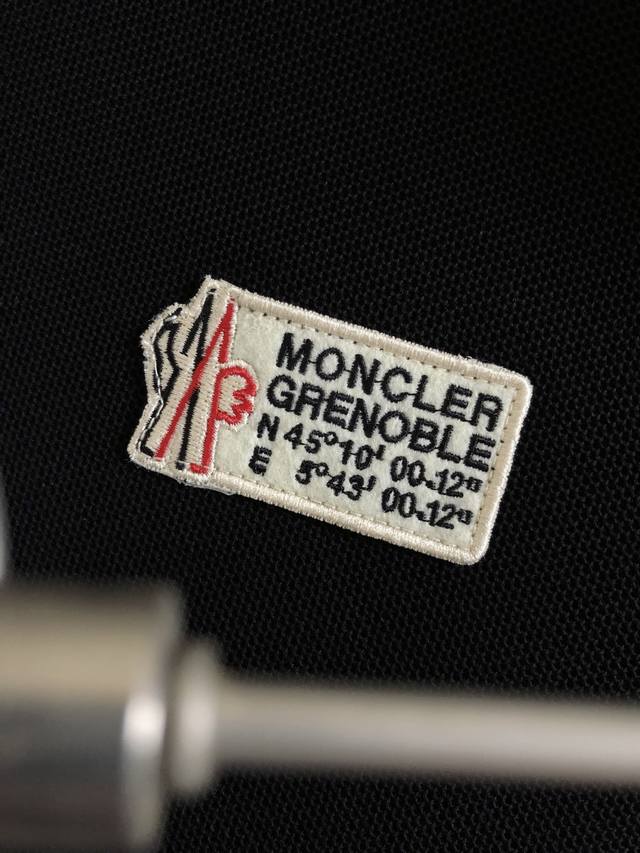 MONCLER
GRENOBLE
N 45°10' 00.12"
E 5°43' 00.12"